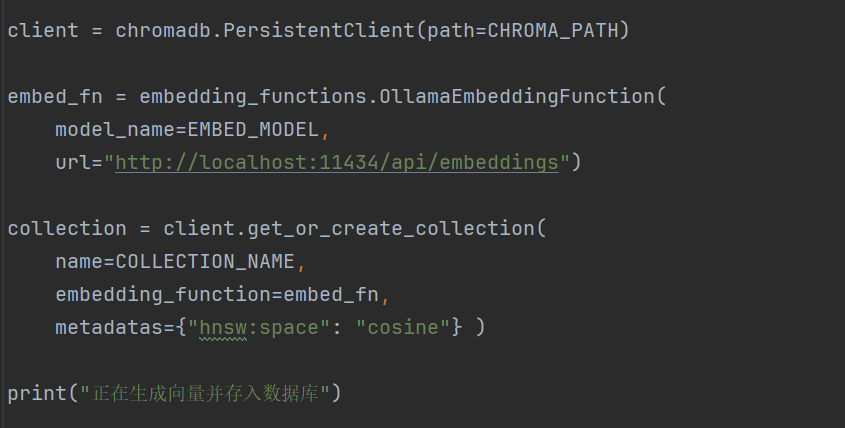 client = chromadb.PersistentClient(path=CHROMA_PATH)
embed_fn = embedding_functions.OllamaEmbeddingFunction(
    model_name=EMBED_MODEL,
    url="http://localhost:11434/api/embeddings")
collection = client.get_or_create_collection(
    name=COLLECTION_NAME,
    embedding_function=embed_fn,
    metadatas={"hnsw:space": "cosine"} )
print("正在生成向量并存入数据库")